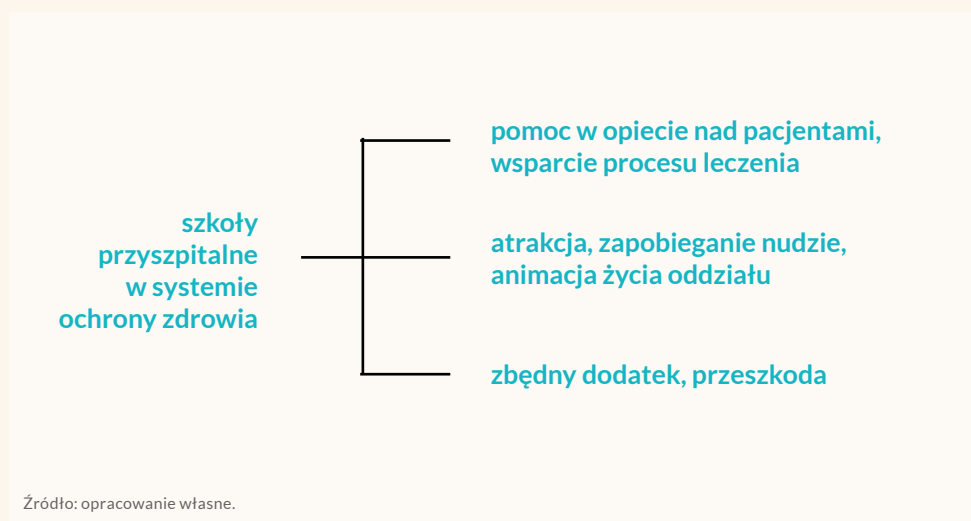 szkoły
przyszpitalne
w systemie
ochrony zdrowia
pomoc w opiecie nad pacjentami,
wsparcie procesu leczenia
atrakcja, zapobieganie nudzie,
animacja życia oddziału
zbędny dodatek, przeszkoda
Źródło: opracowanie własne.